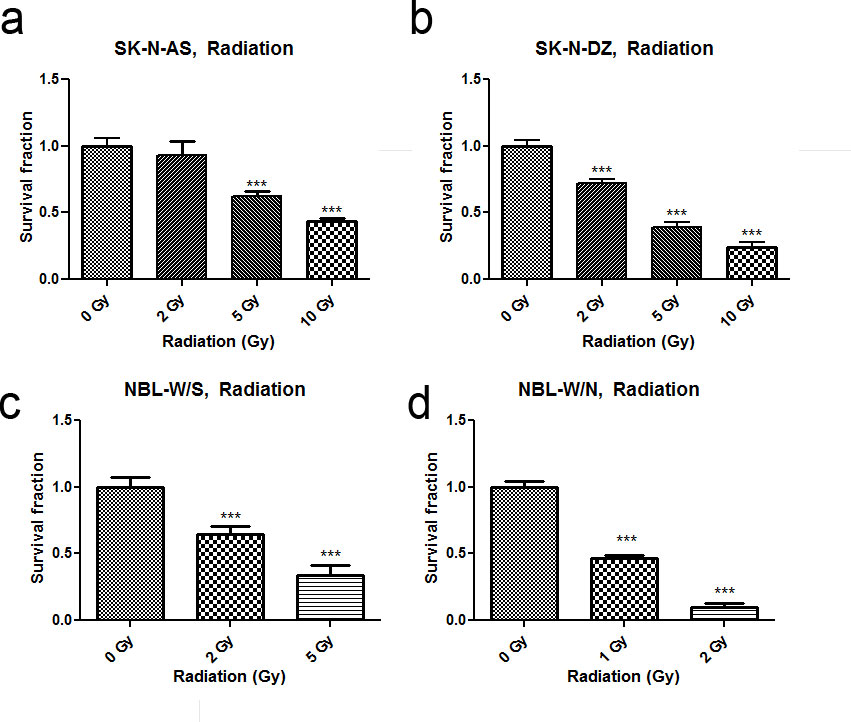 a
SK-N-AS, Radiation
1.5
1.0
0.5
0.0
Survival fraction
***
***
0 Gy
2 Gy
5 Gy
10 Gy
Radiation (Gy)
b
SK-N-DZ, Radiation
1.5
1.0
0.5
0.0
Survival fraction
***
***
***
0 Gy
2 Gy
5 Gy
10 Gy
Radiation (Gy)
c
NBL-W/S, Radiation
1.5
1.0
0.5
0.0
Survival fraction
***
***
0 Gy
2 Gy
5 Gy
Radiation (Gy)
d
NBL-W/N, Radiation
1.5
1.0
0.5
0.0
Survival fraction
***
***
0 Gy
1 Gy
2 Gy
Radiation (Gy)